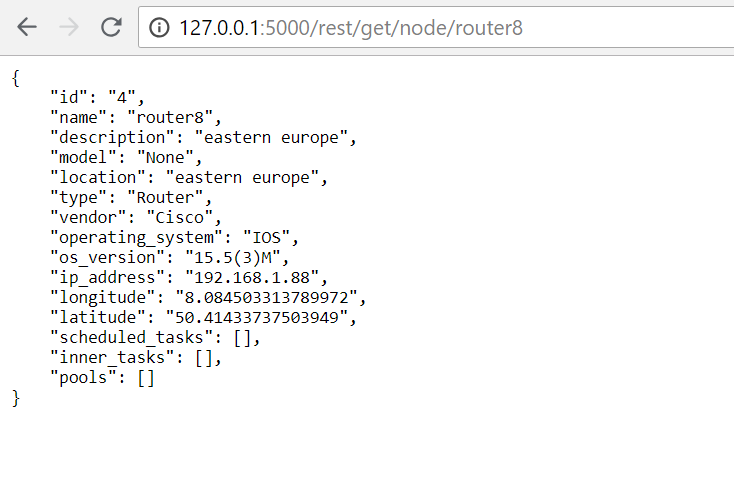 127.0.0.1:5000/rest/get/node/router8
{
    "id": "4",
    "name": "router8",
    "description": "eastern europe",
    "model": "None",
    "location": "eastern europe",
    "type": "Router",
    "vendor": "Cisco",
    "operating_system": "IOS",
    "os_version": "15.5(3)M",
    "ip_address": "192.168.1.88",
    "longitude": "8.084503313789972",
    "latitude": "50.41433737503949",
    "scheduled_tasks": [],
    "inner_tasks": [],
    "pools": []
}